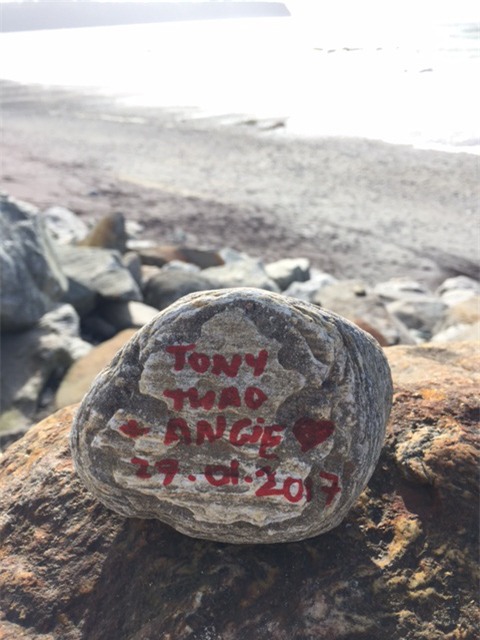 TONY
THAO
+ ANGIE ♥
29.01.2017